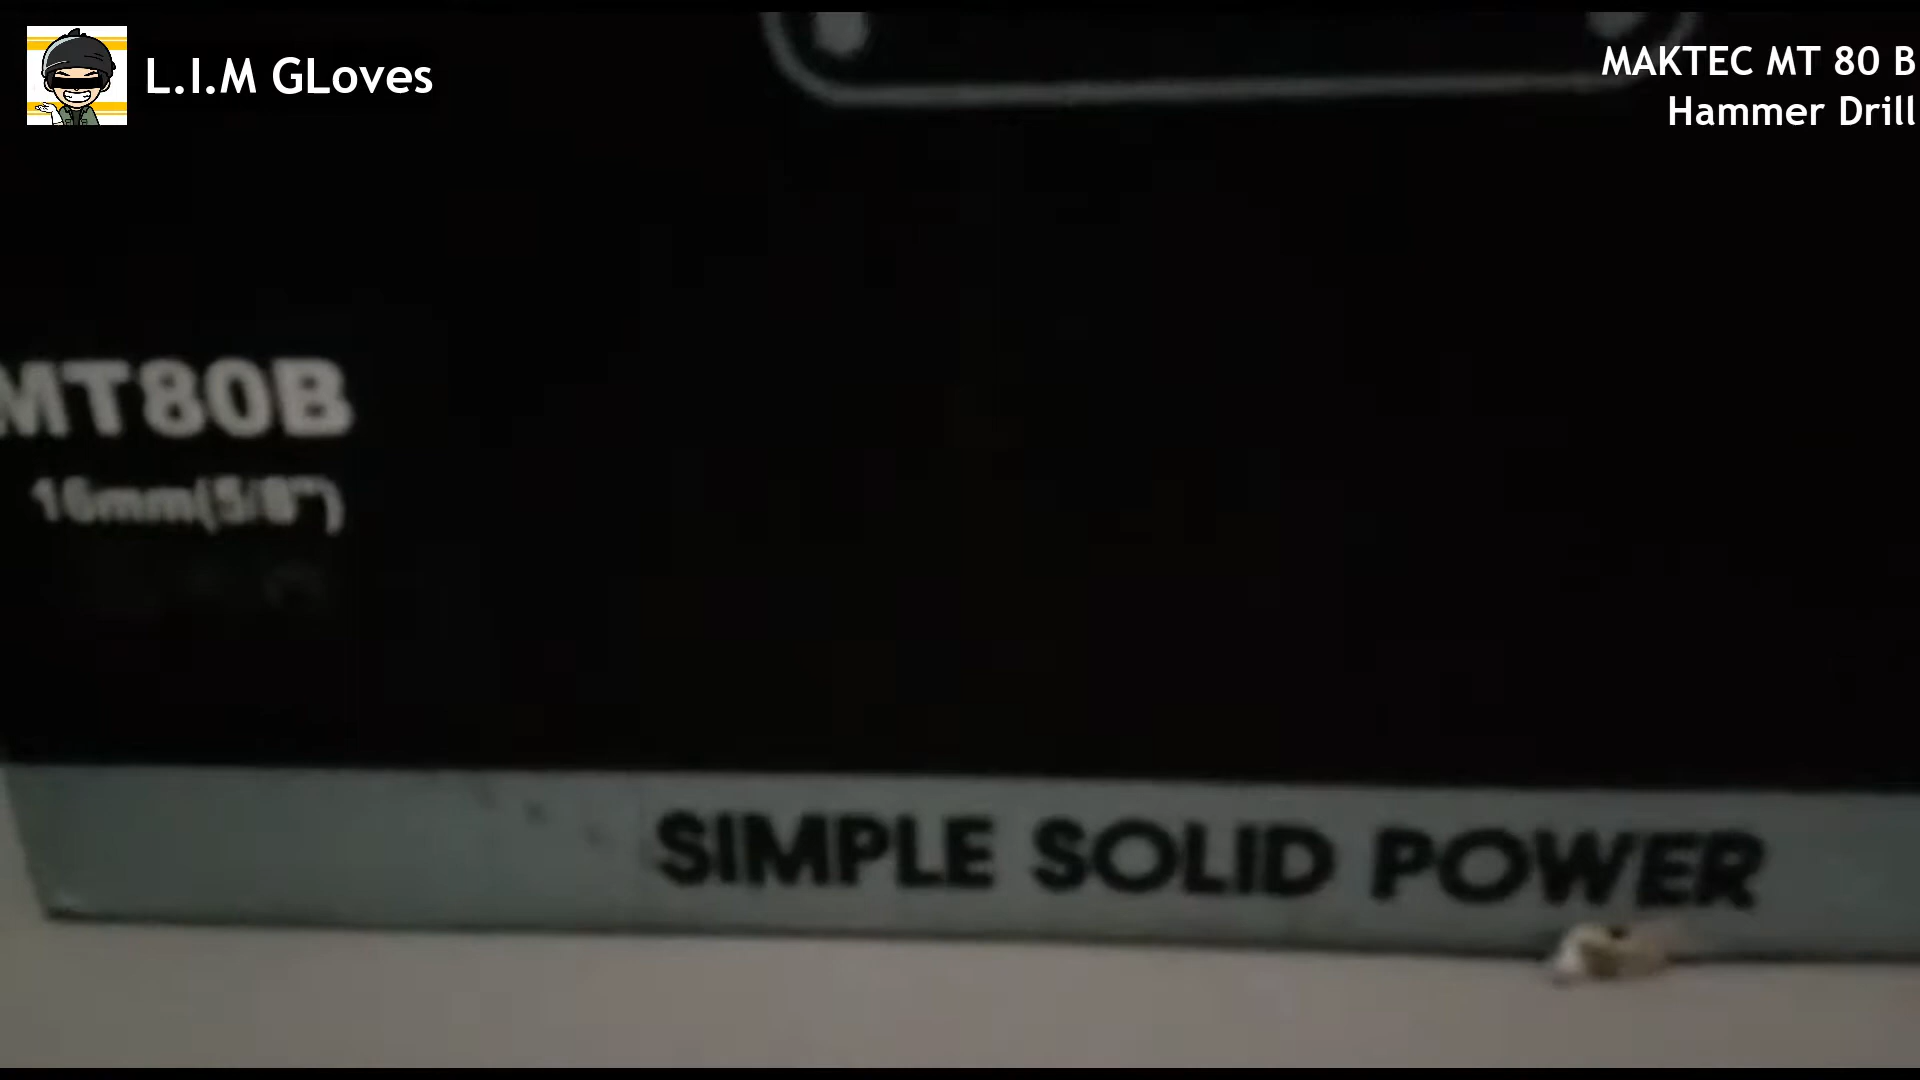 L.I.M GLoves
MAKTEC MT 80 B
Hammer Drill
MT80B
16mm(5/8")
SIMPLE SOLID POWER